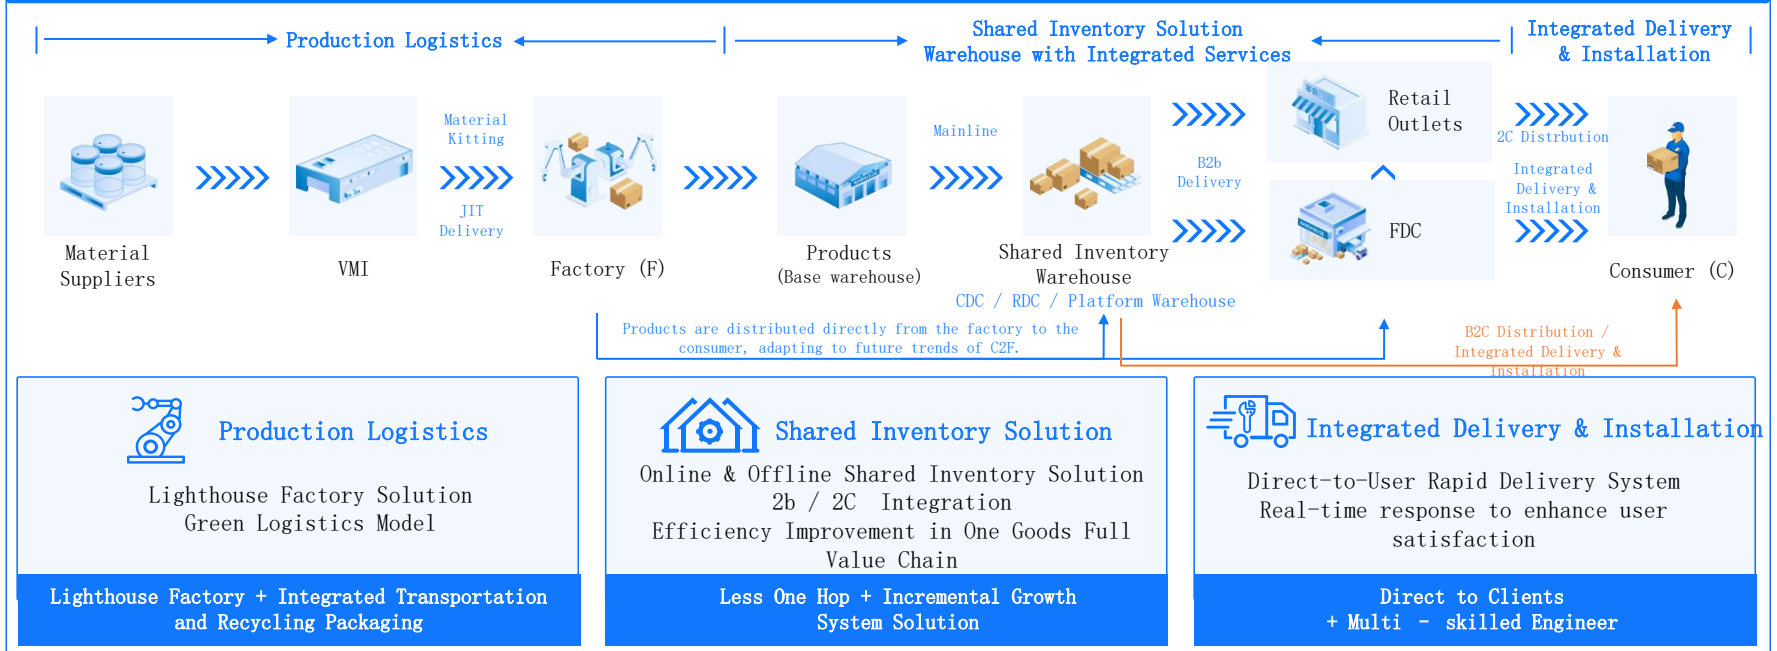 Production Logistics
Shared Inventory Solution
Warehouse with Integrated Services
Integrated Delivery
& Installation
Material
Kitting
JIT
Delivery
Mainline
B2b
Delivery
Retail
Outlets
FDC
2C Distrbution
Integrated
Delivery &
Installation
Material
Suppliers
VMI
Factory (F)
Products
(Base warehouse)
Shared Inventory
Warehouse
CDC / RDC / Platform Warehouse
Consumer (C)
Products are distributed directly from the factory to the
consumer, adapting to future trends of C2F.
B2C Distribution /
Integrated Delivery &
Installation
Production Logistics
Lighthouse Factory Solution
Green Logistics Model
Lighthouse Factory + Integrated Transportation
and Recycling Packaging
Shared Inventory Solution
Online & Offline Shared Inventory Solution
2b / 2C  Integration
Efficiency Improvement in One Goods Full
Value Chain
Less One Hop + Incremental Growth
System Solution
Integrated Delivery & Installation
Direct-to-User Rapid Delivery System
Real-time response to enhance user
satisfaction
Direct to Clients
+ Multi – skilled Engineer